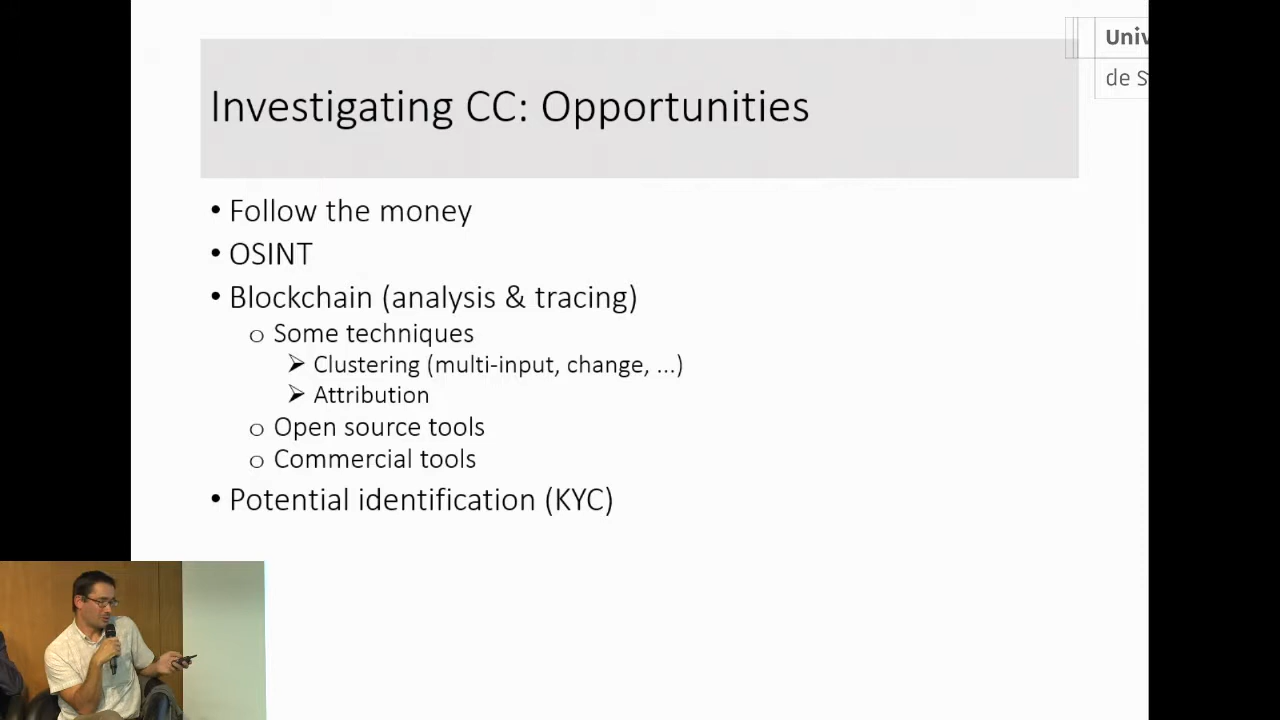 Univ
de S
Investigating CC: Opportunities
• Follow the money
• OSINT
• Blockchain (analysis & tracing)
o Some techniques
➢ Clustering (multi-input, change, ...)
➢ Attribution
o Open source tools
o Commercial tools
• Potential identification (KYC)